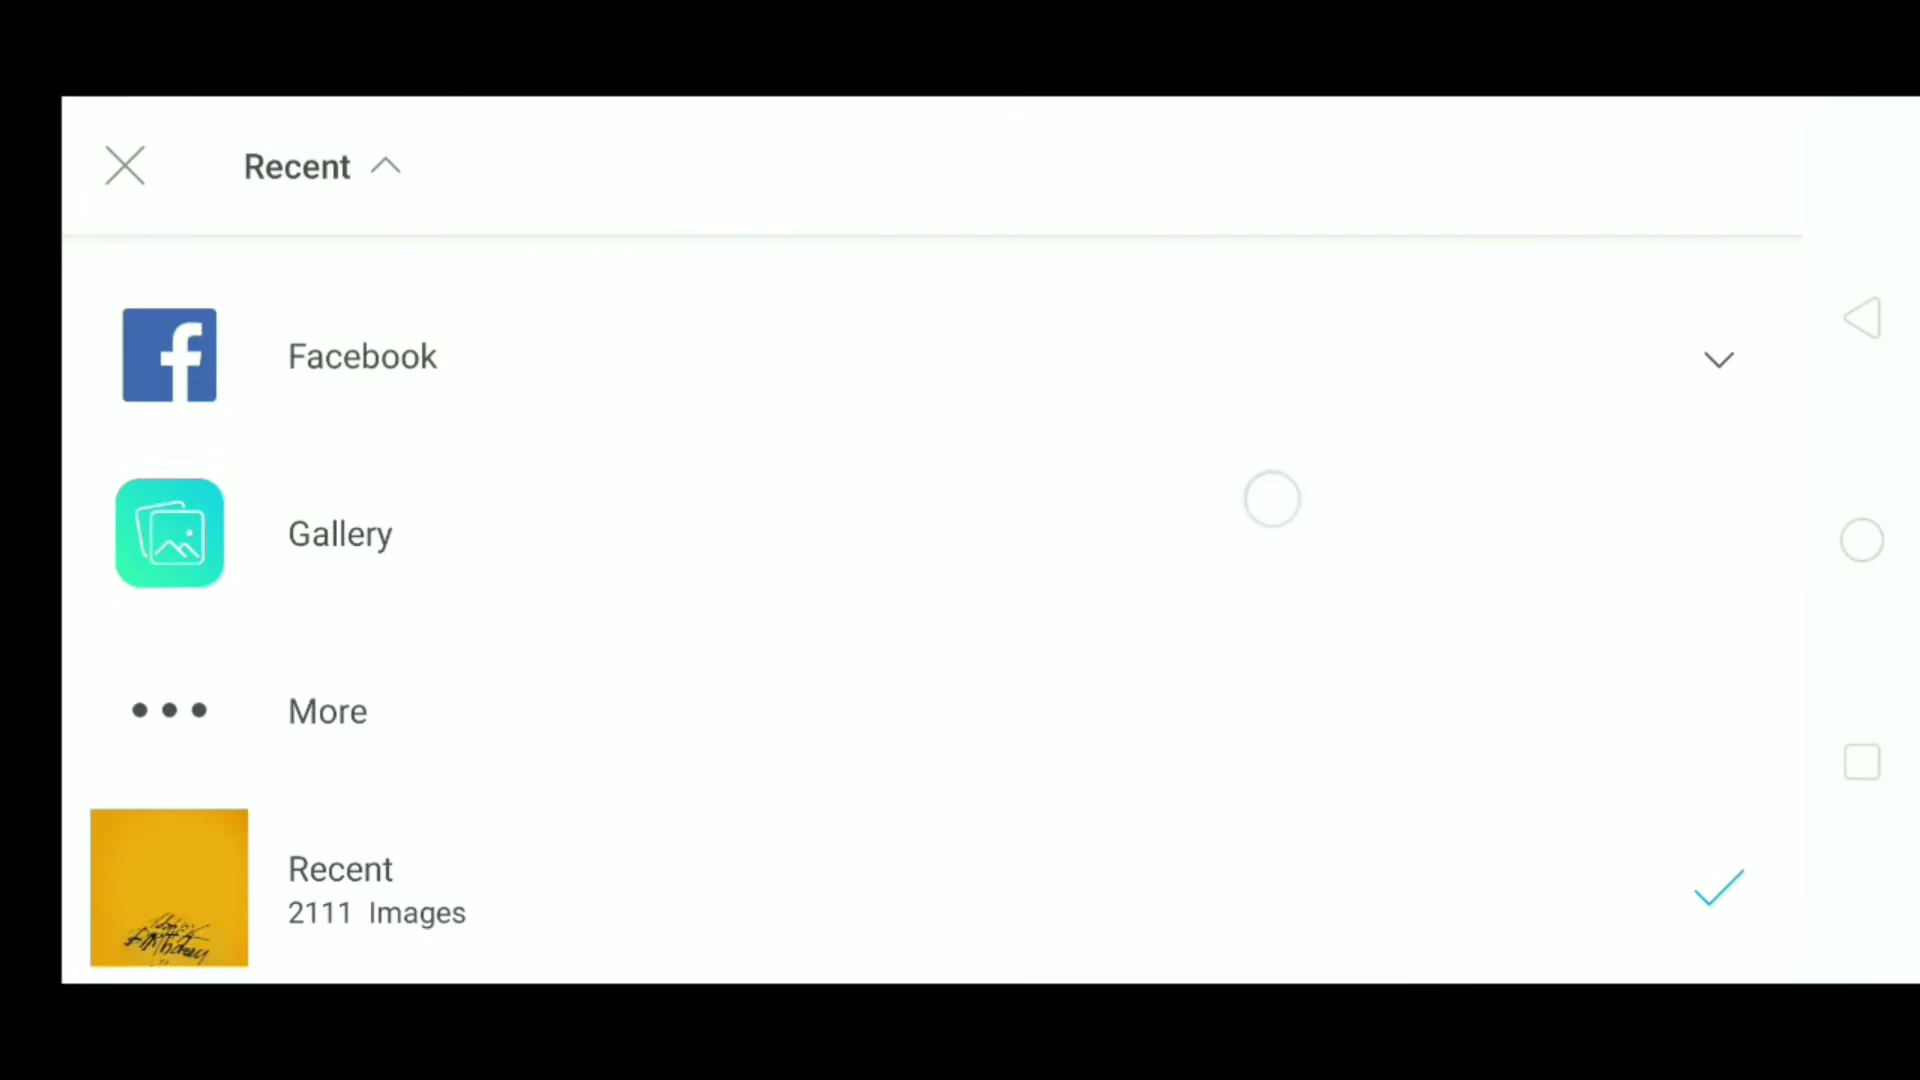 Recent
Facebook
Gallery
More
Recent
2111 Images